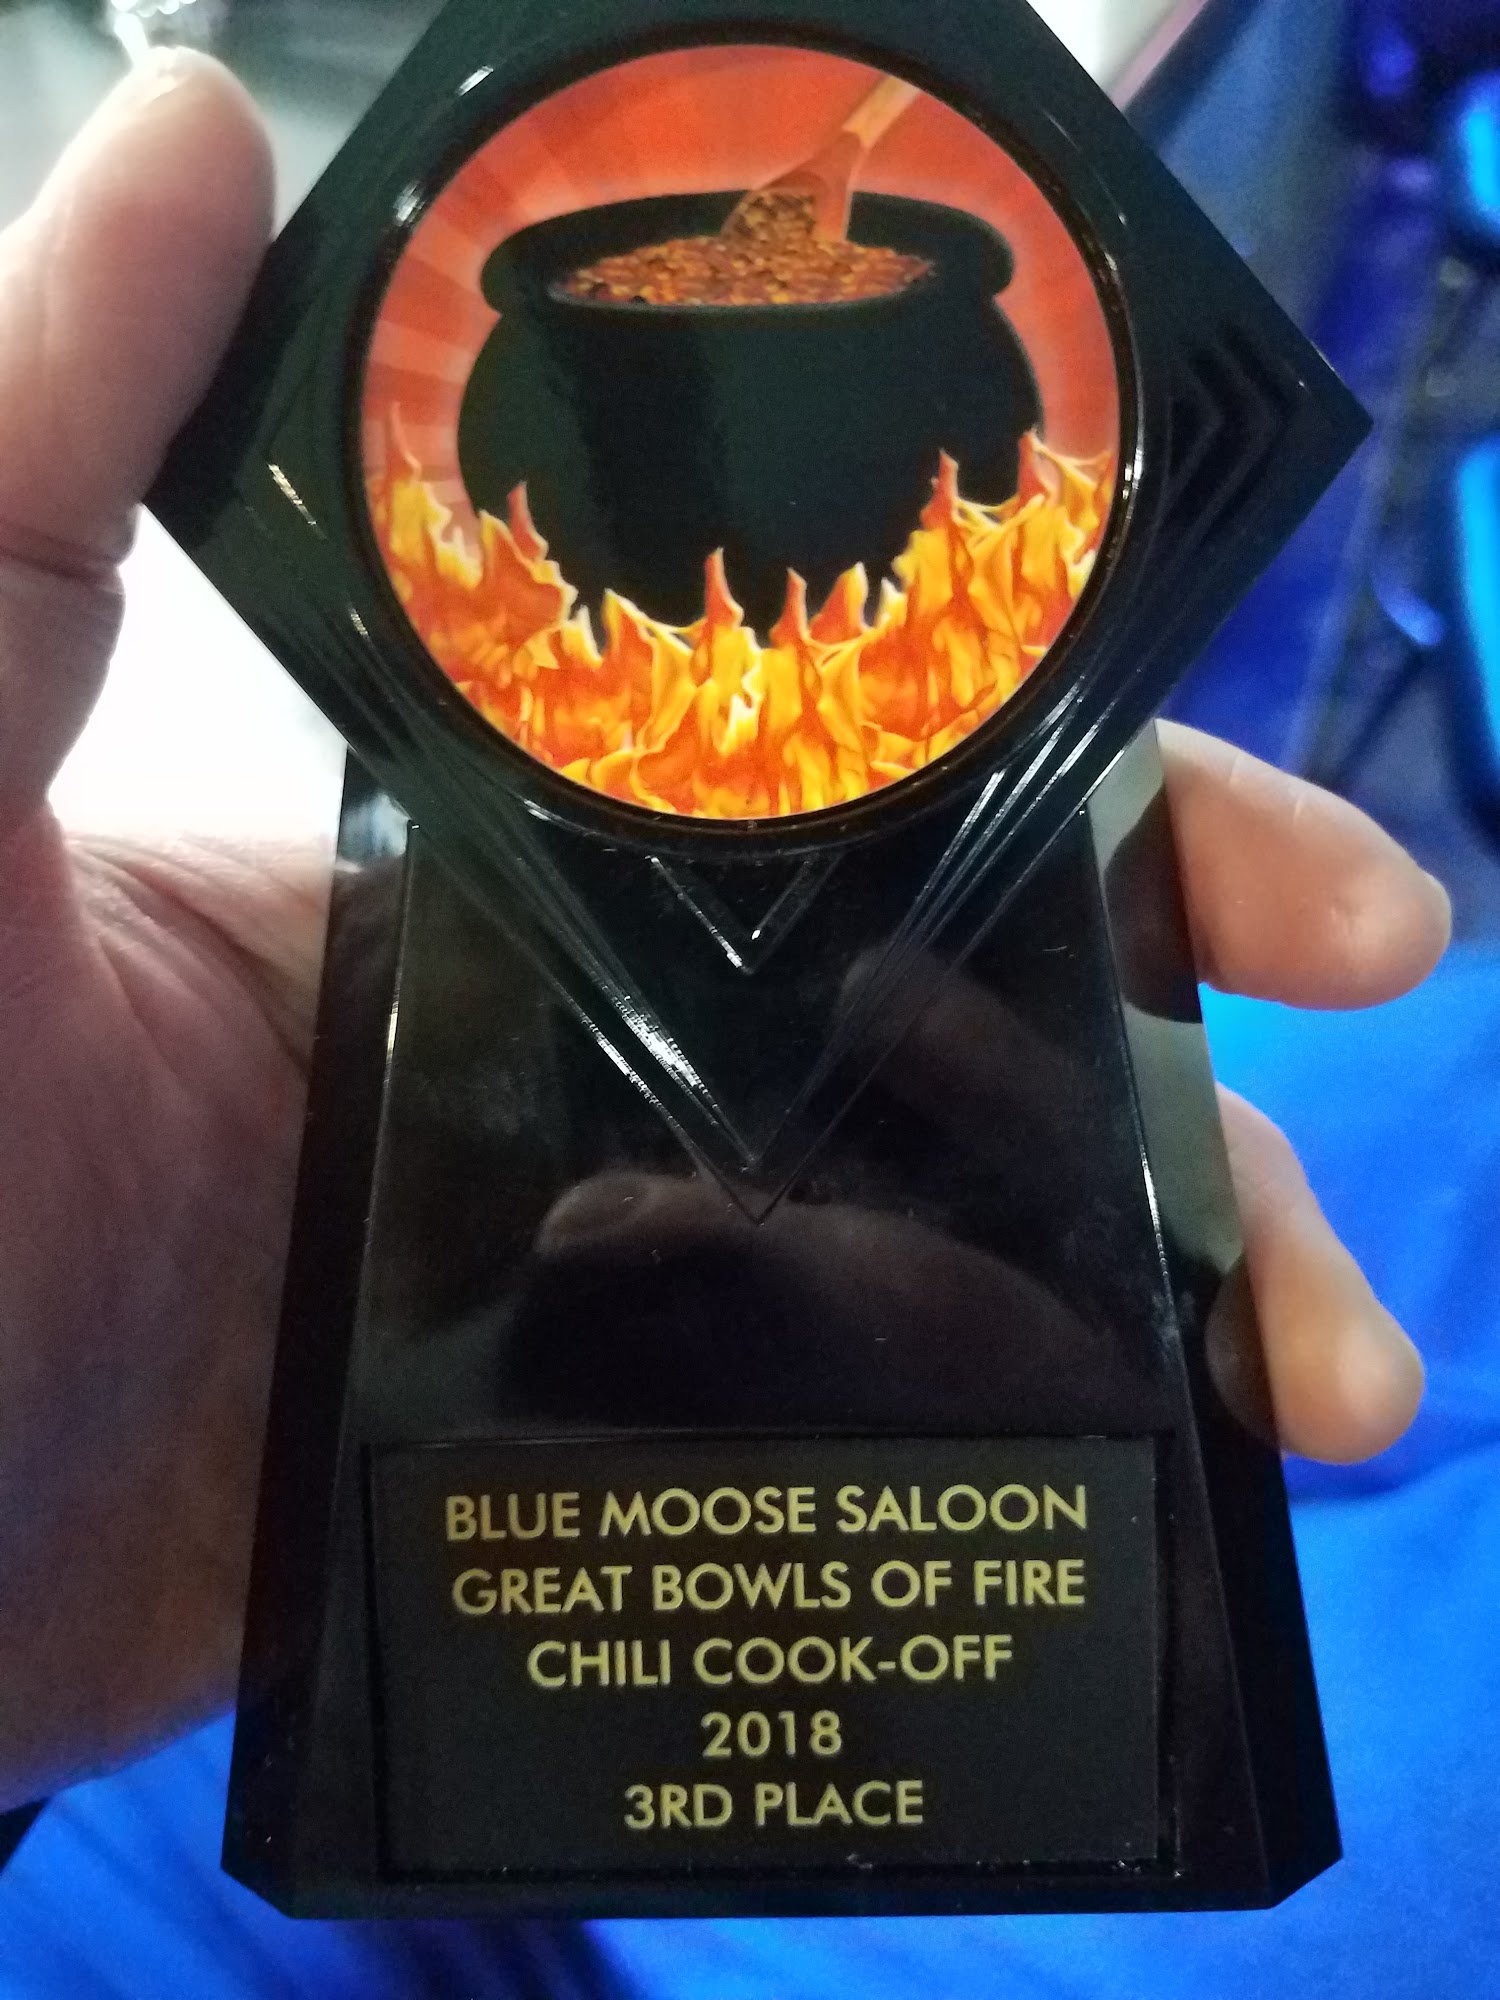 BLUE MOOSE SALOON
GREAT BOWLS OF FIRE
CHILI COOK-OFF
2018
3RD PLACE